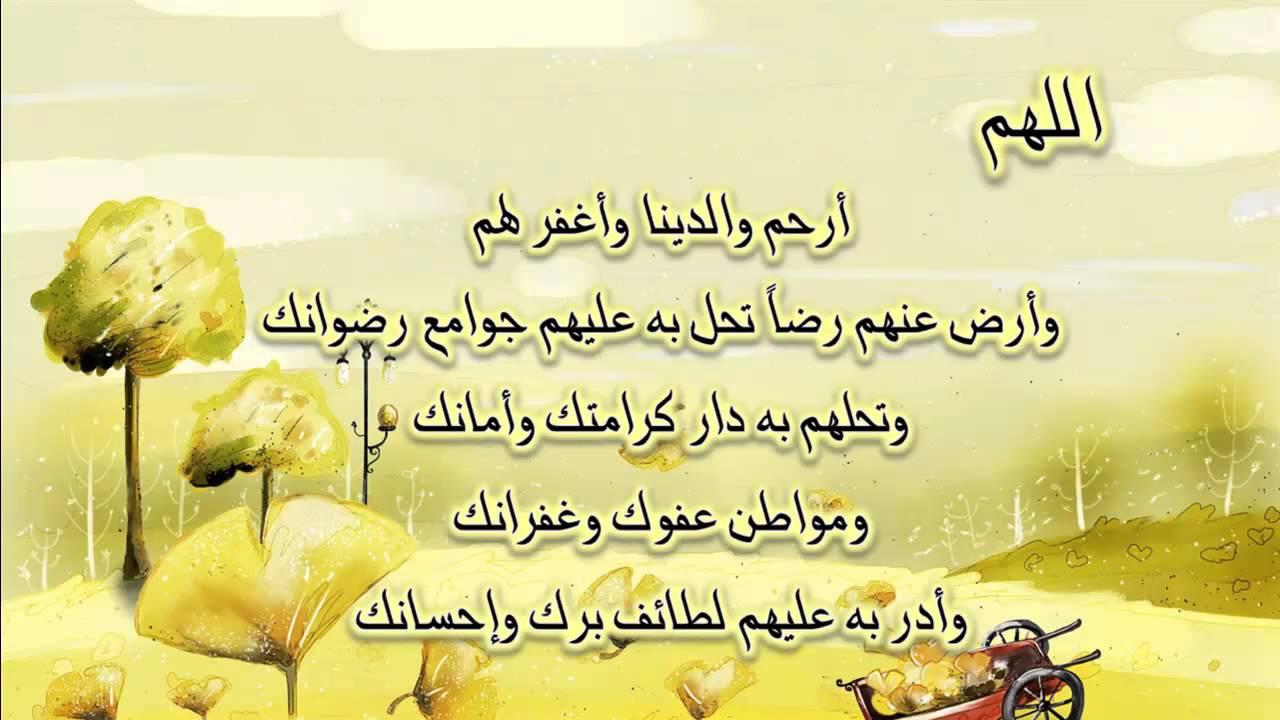 اللهم
أرحم والدينا وأغفر لهم
وأرض عنهم رضاً تحل به عليهم جوامع رضوانك
وتحلهم به دار كرامتك وأمانك
ومواطن عفوك وغفرانك
وأدر به عليهم لطائف برك وإحسانك